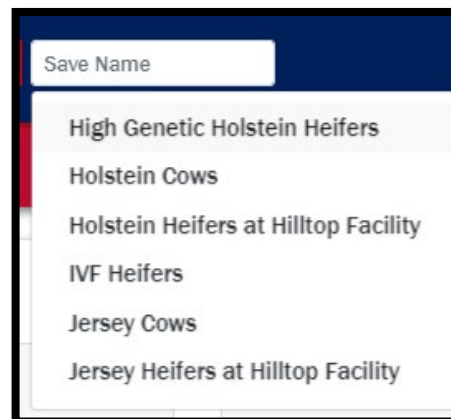 Save Name
High Genetic Holstein Heifers
Holstein Cows
Holstein Heifers at Hilltop Facility
IVF Heifers
Jersey Cows
Jersey Heifers at Hilltop Facility